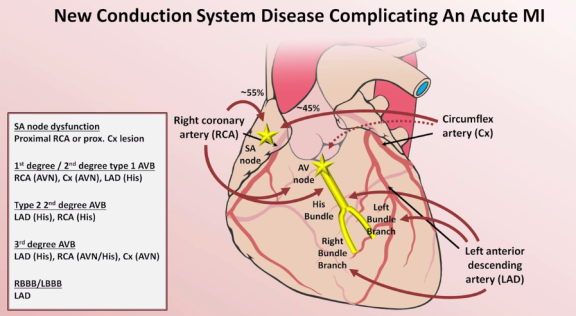 New Conduction System Disease Complicating An Acute MI
~55%
~45%
Right coronary
artery (RCA)
Circumflex
artery (Cx)
SA
node
AV
node
His
Bundle
Left
Bundle
Branch
Right
Bundle
Branch
Left anterior
descending
artery (LAD)
SA node dysfunction
Proximal RCA or prox. Cx lesion
1st degree / 2nd degree type 1 AVB
RCA (AVN), Cx (AVN), LAD (His)
Type 2 2nd degree AVB
LAD (His), RCA (His)
3rd degree AVB
LAD (His), RCA (AVN/His), Cx (AVN)
RBBB/LBBB
LAD